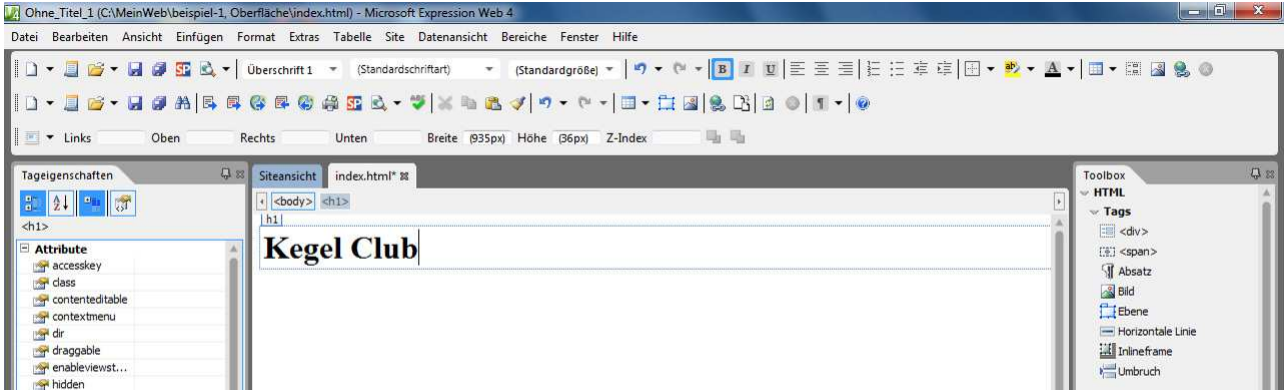 Ohne_Titel_1 (C:\MeinWeb\beispiel-1, Oberfläche\index.html) - Microsoft Expression Web 4
Datei Bearbeiten Ansicht Einfügen Format Extras Tabelle Site Datenansicht Bereiche Fenster Hilfe
Überschrift 1 (Standardschriftart) (Standardgröße) B I U ab A
SP
Links Oben Rechts Unten Breite (935px) Höhe (36px) Z-Index
Tageigenschaften
<h1>
Attribute
accesskey
class
contenteditable
contextmenu
dir
draggable
enableviewst...
hidden
Siteansicht index.html*
<body> <h1>
h1
Kegel Club
Toolbox
HTML
Tags
<div>
<span>
Absatz
Bild
Ebene
Horizontale Linie
Inlineframe
Umbruch